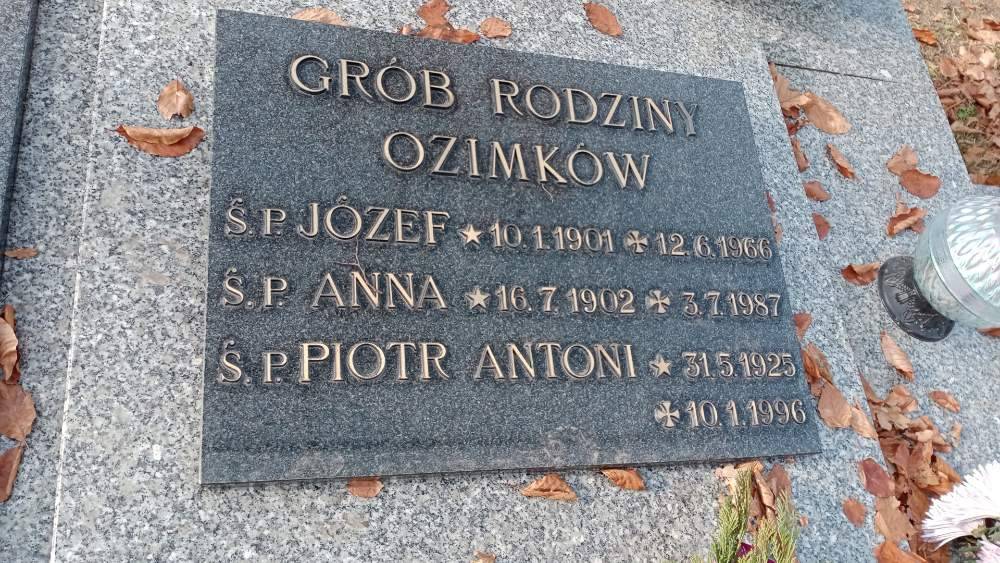 GRÓB RODZINY
OZIMKÓW
Ś.P. JÓZEF ★ 10.1.1901 ✠ 12.6.1966
Ś.P. ANNA ★ 16.7.1902 ✠ 3.7.1987
Ś.P. PIOTR ANTONI ★ 31.5.1925
✠ 10.1.1996